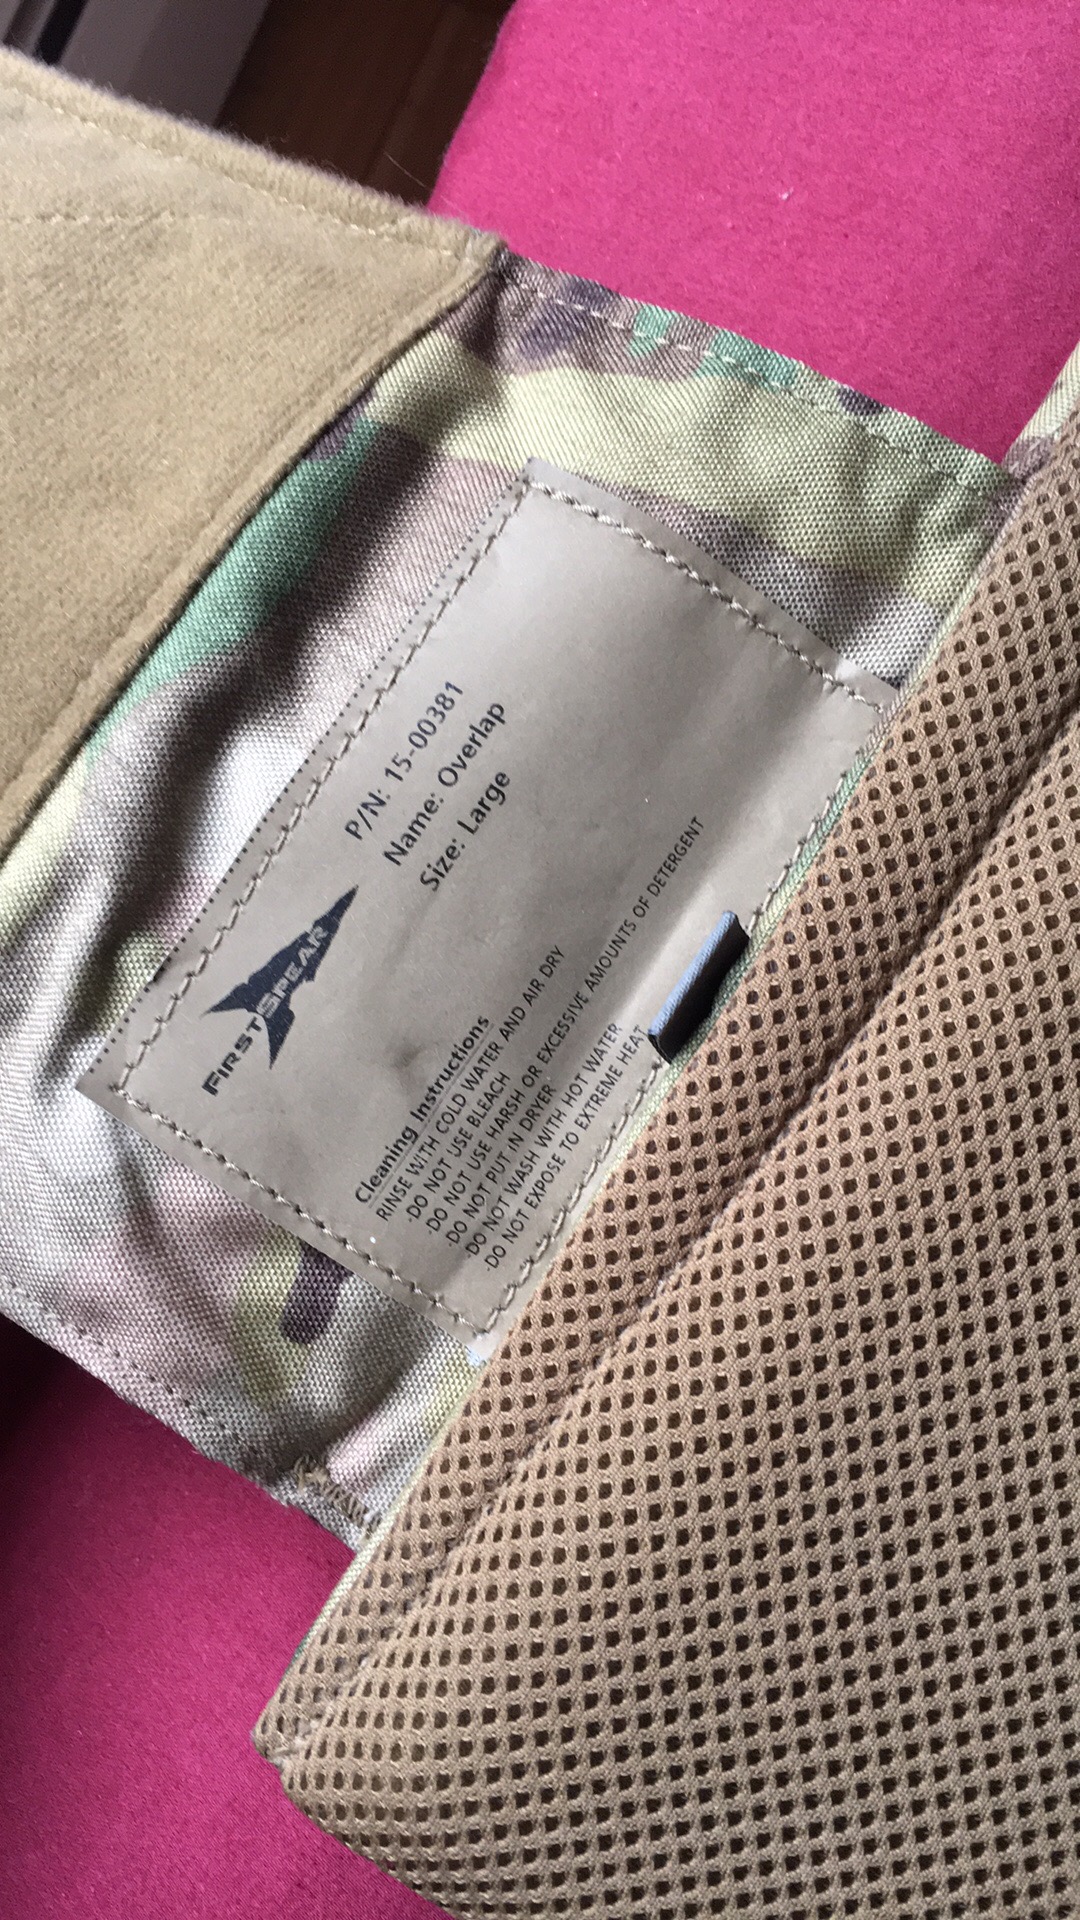 FIRSTSPEAR
P/N: 15-00381
Name: Overlap
Size: Large
Cleaning Instructions
RINSE WITH COLD WATER AND AIR DRY
·DO NOT USE BLEACH
·DO NOT USE HARSH OR EXCESSIVE AMOUNTS OF DETERGENT
·DO NOT PUT IN DRYER
·DO NOT WASH WITH HOT WATER
·DO NOT EXPOSE TO EXTREME HEAT